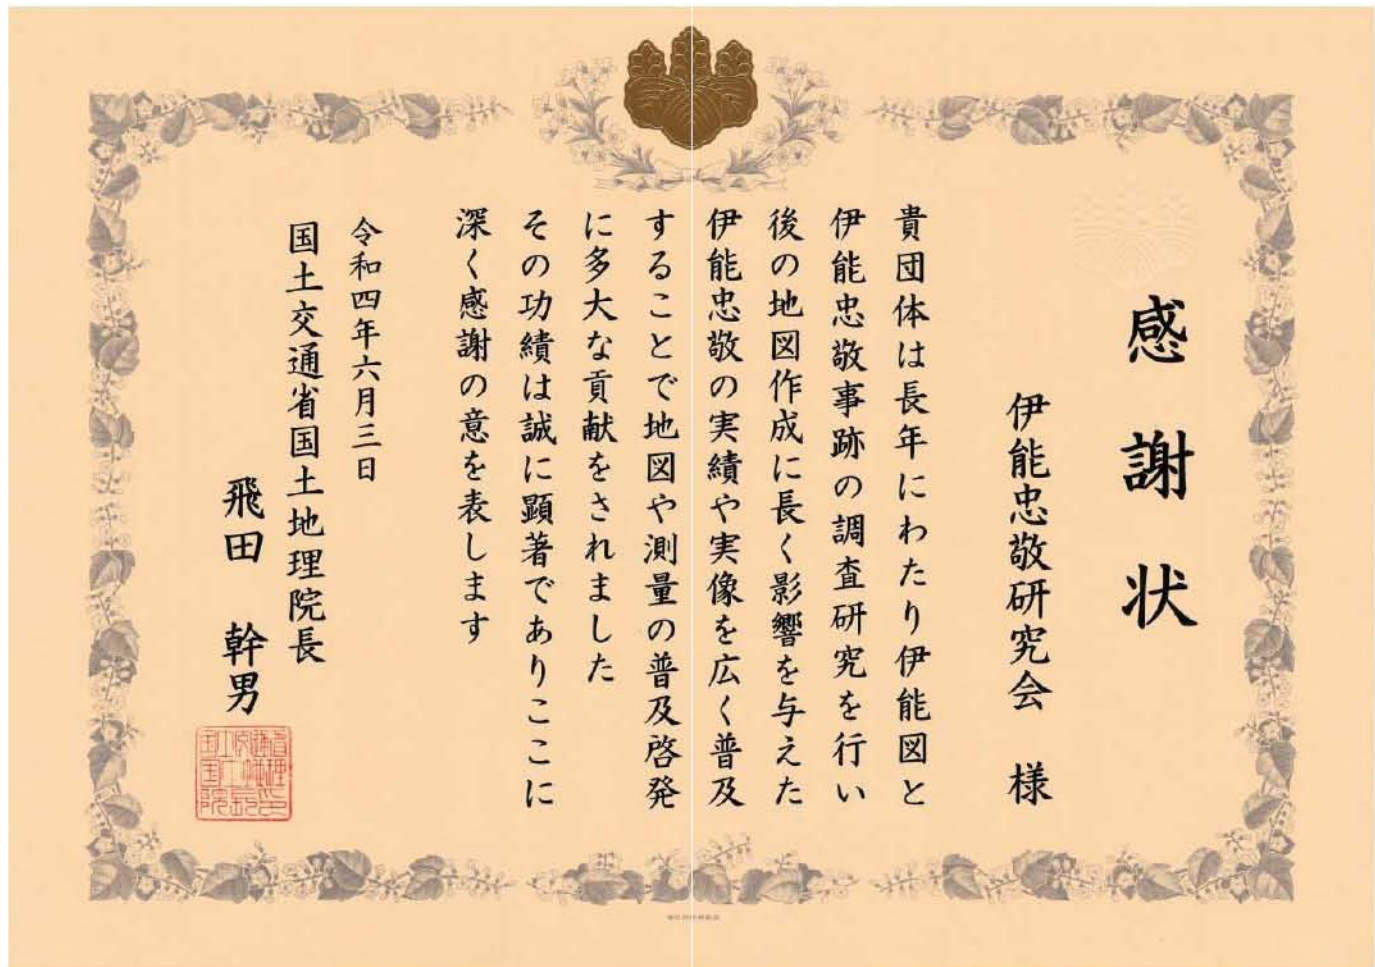 感謝状
伊能忠敬研究会 様
貴団体は長年にわたり伊能図と
伊能忠敬事跡の調査研究を行い
後の地図作成に長く影響を与えた
伊能忠敬の実績や実像を広く普及
することで地図や測量の普及啓発
に多大な貢献をされました
その功績は誠に顕著でありここに
深く感謝の意を表します
令和四年六月三日
国土交通省国土地理院長
飛田 幹男